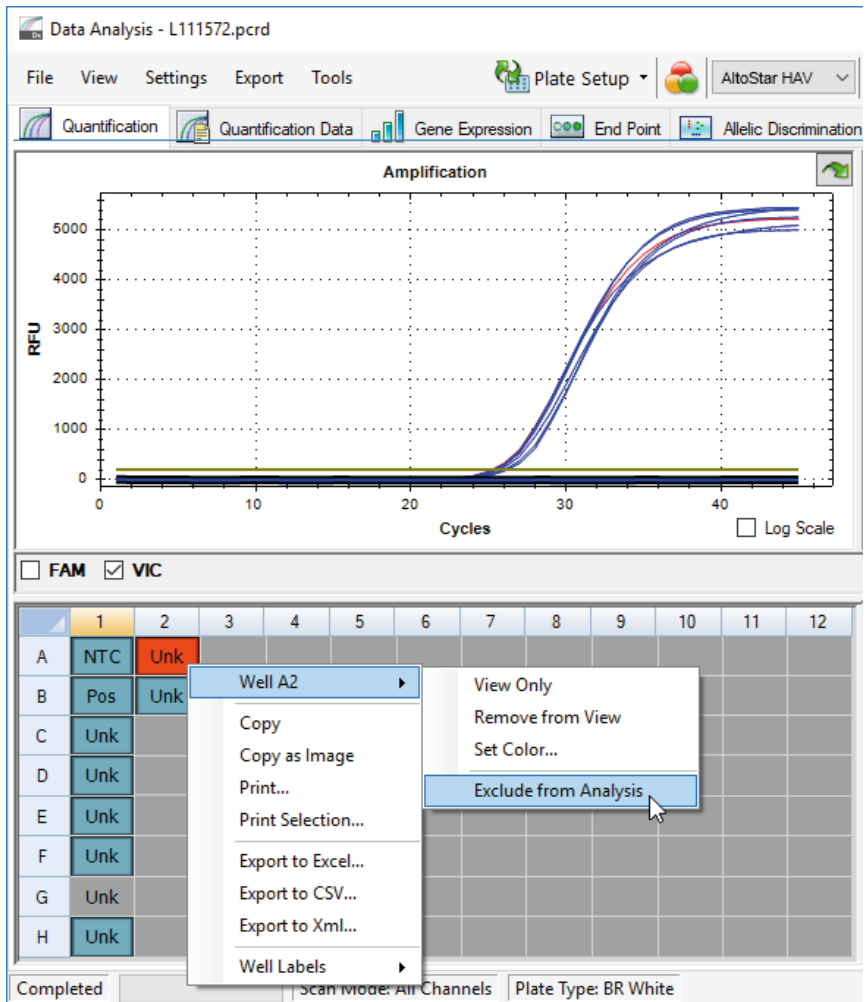 Data Analysis - L111572.pcrd
File View Settings Export Tools Plate Setup AltoStar HAV
Quantification Quantification Data Gene Expression End Point Allelic Discrimination
Amplification
5000
4000
3000
2000
1000
0
RFU
0 10 20 30 40
Cycles
Log Scale
FAM VIC
1 2 3 4 5 6 7 8 9 10 11 12
A NTC Unk
B Pos Unk
C Unk
D Unk
E Unk
F Unk
G Unk
H Unk
Well A2
Copy
Copy as Image
Print...
Print Selection...
Export to Excel...
Export to CSV...
Export to Xml...
Well Labels
View Only
Remove from View
Set Color...
Exclude from Analysis
Completed Scan Mode: All Channels Plate Type: BR White